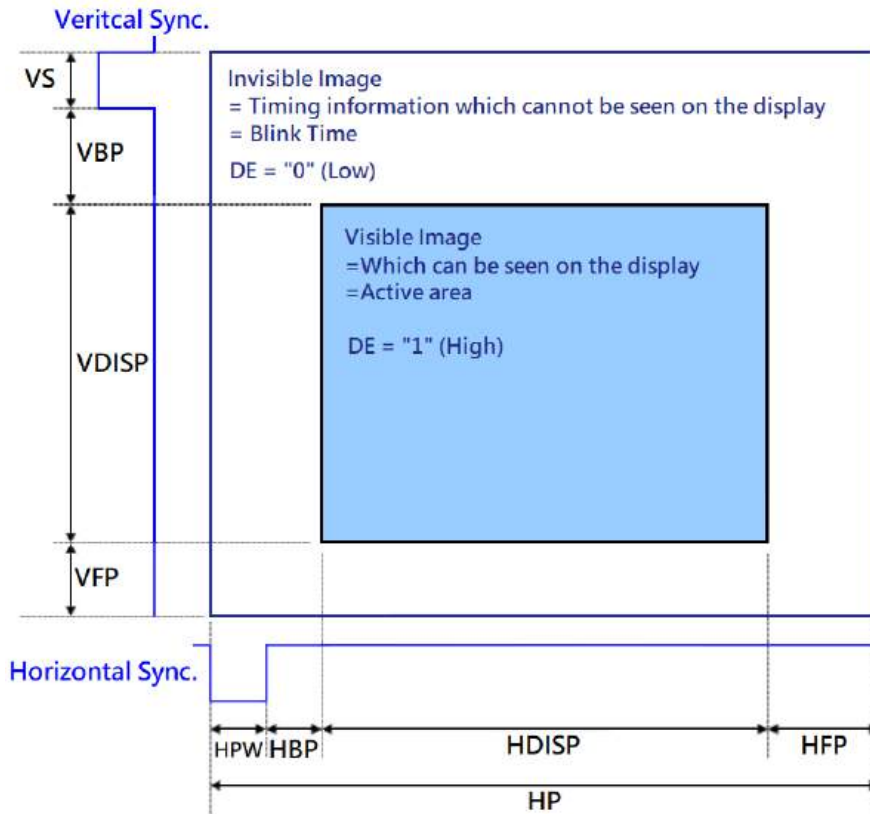 Veritcal Sync.
VS
Invisible Image
= Timing information which cannot be seen on the display
= Blink Time
VBP
DE = "0" (Low)
Visible Image
=Which can be seen on the display
=Active area
DE = "1" (High)
VDISP
VFP
Horizontal Sync.
HPW
HBP
HDISP
HFP
HP